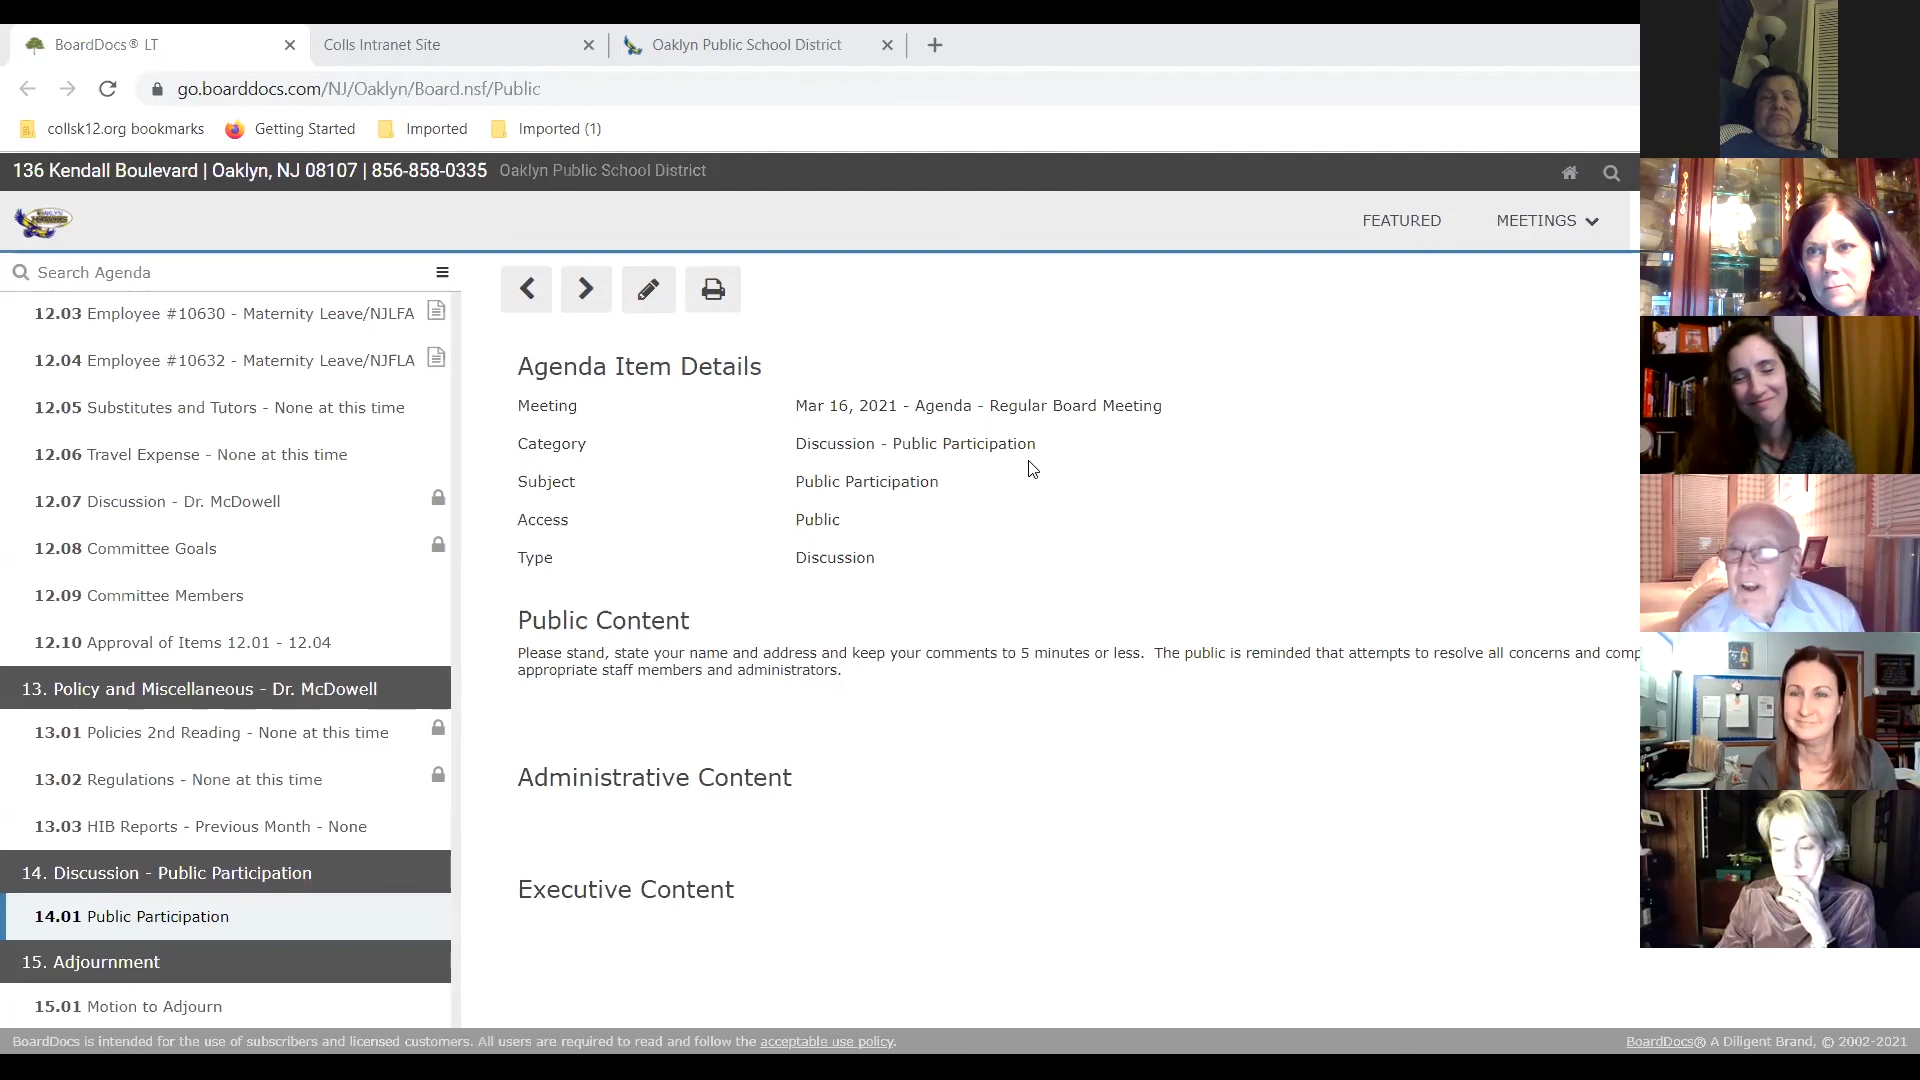 BoardDocs® LT
Colls Intranet Site
Oaklyn Public School District
go.boarddocs.com/NJ/Oaklyn/Board.nsf/Public
collsk12.org bookmarks
Getting Started
Imported
Imported (1)
136 Kendall Boulevard | Oaklyn, NJ 08107 | 856-858-0335
Oaklyn Public School District
FEATURED
MEETINGS
Search Agenda
12.03 Employee #10630 - Maternity Leave/NJLFA
12.04 Employee #10632 - Maternity Leave/NJFLA
12.05 Substitutes and Tutors - None at this time
12.06 Travel Expense - None at this time
12.07 Discussion - Dr. McDowell
12.08 Committee Goals
12.09 Committee Members
12.10 Approval of Items 12.01 - 12.04
13. Policy and Miscellaneous - Dr. McDowell
13.01 Policies 2nd Reading - None at this time
13.02 Regulations - None at this time
13.03 HIB Reports - Previous Month - None
14. Discussion - Public Participation
14.01 Public Participation
15. Adjournment
15.01 Motion to Adjourn
Agenda Item Details
Meeting Mar 16, 2021 - Agenda - Regular Board Meeting
Category Discussion - Public Participation
Subject Public Participation
Access Public
Type Discussion
Public Content
Please stand, state your name and address and keep your comments to 5 minutes or less. The public is reminded that attempts to resolve all concerns and comp
appropriate staff members and administrators.
Administrative Content
Executive Content
BoardDocs is intended for the use of subscribers and licensed customers. All users are required to read and follow the acceptable use policy.
BoardDocs® A Diligent Brand, © 2002-2021